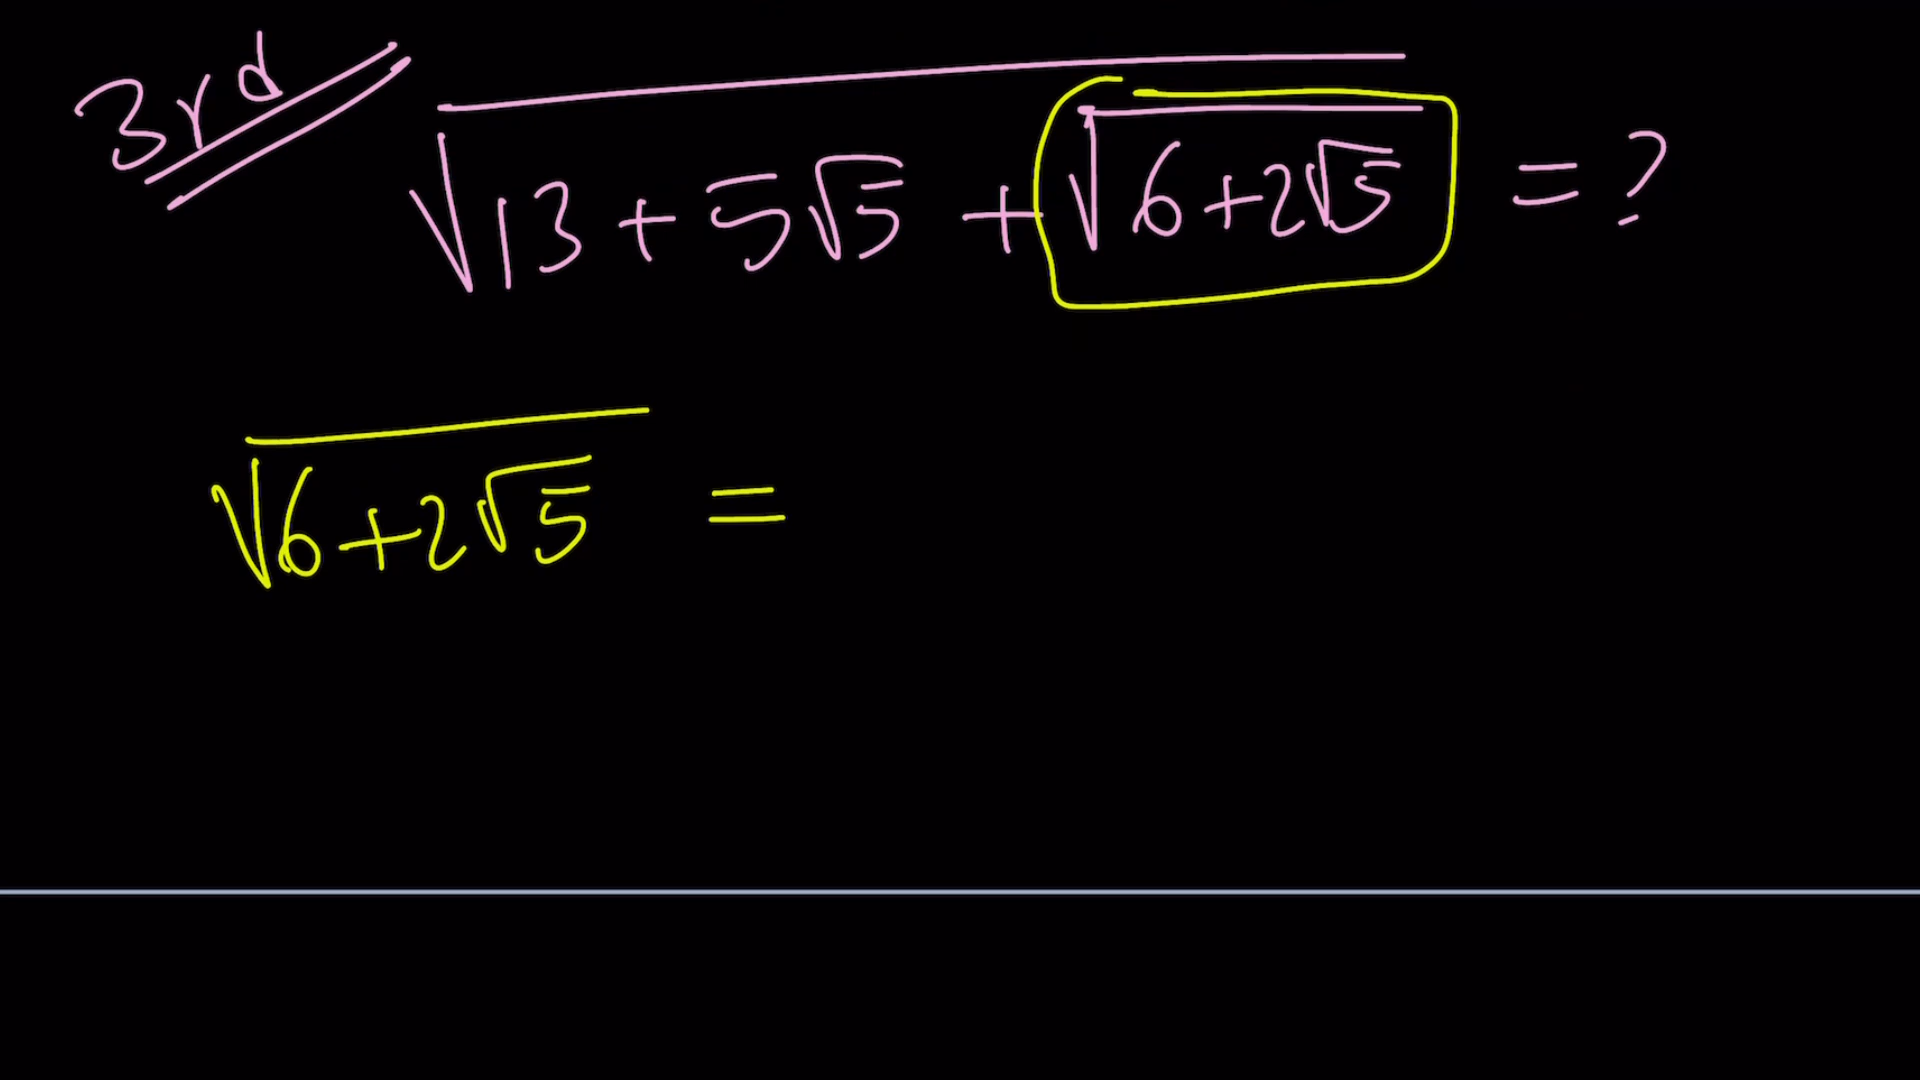 3rd
√(13+5√5+√(6+2√5)) = ?
√(6+2√5) =